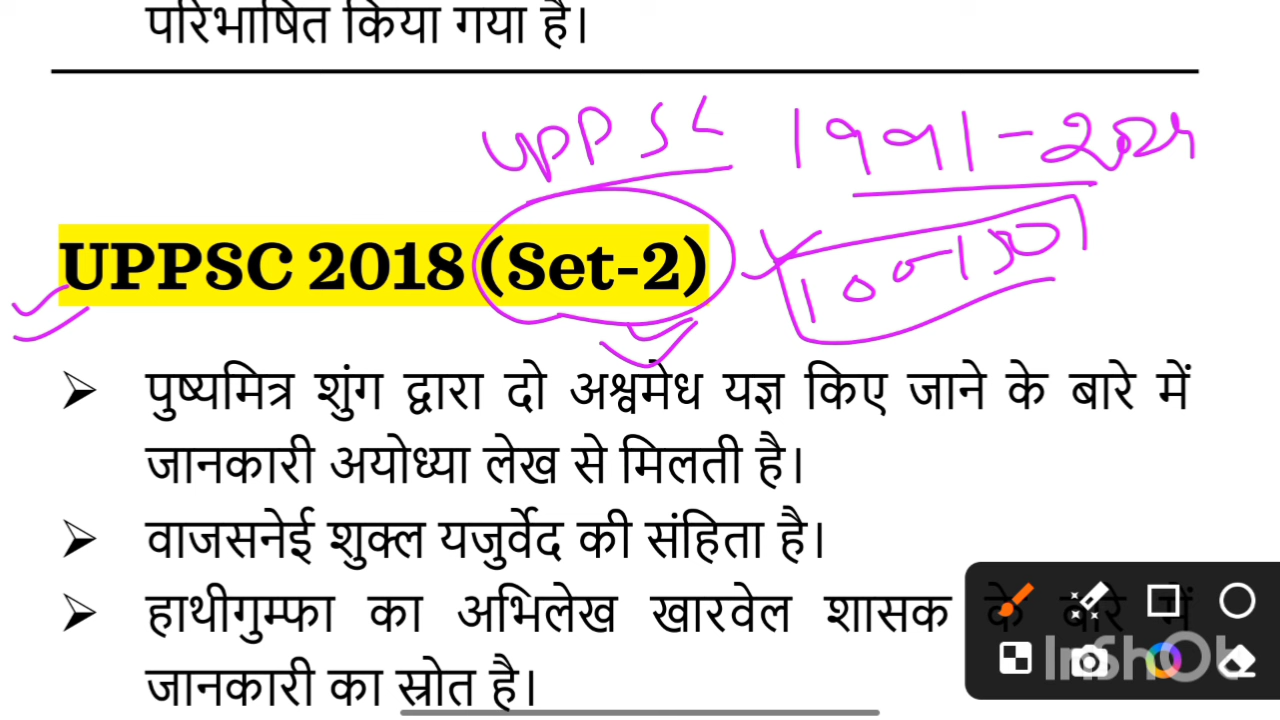 परिभाषित किया गया है।
UPPSC 1991-2024
UPPSC 2018 (Set-2)
100-150
➢ पुष्यमित्र शुंग द्वारा दो अश्वमेध यज्ञ किए जाने के बारे में
जानकारी अयोध्या लेख से मिलती है।
➢ वाजसनेई शुक्ल यजुर्वेद की संहिता है।
➢ हाथीगुम्फा का अभिलेख खारवेल शासक के बारे में
जानकारी का स्रोत है।
InShOt